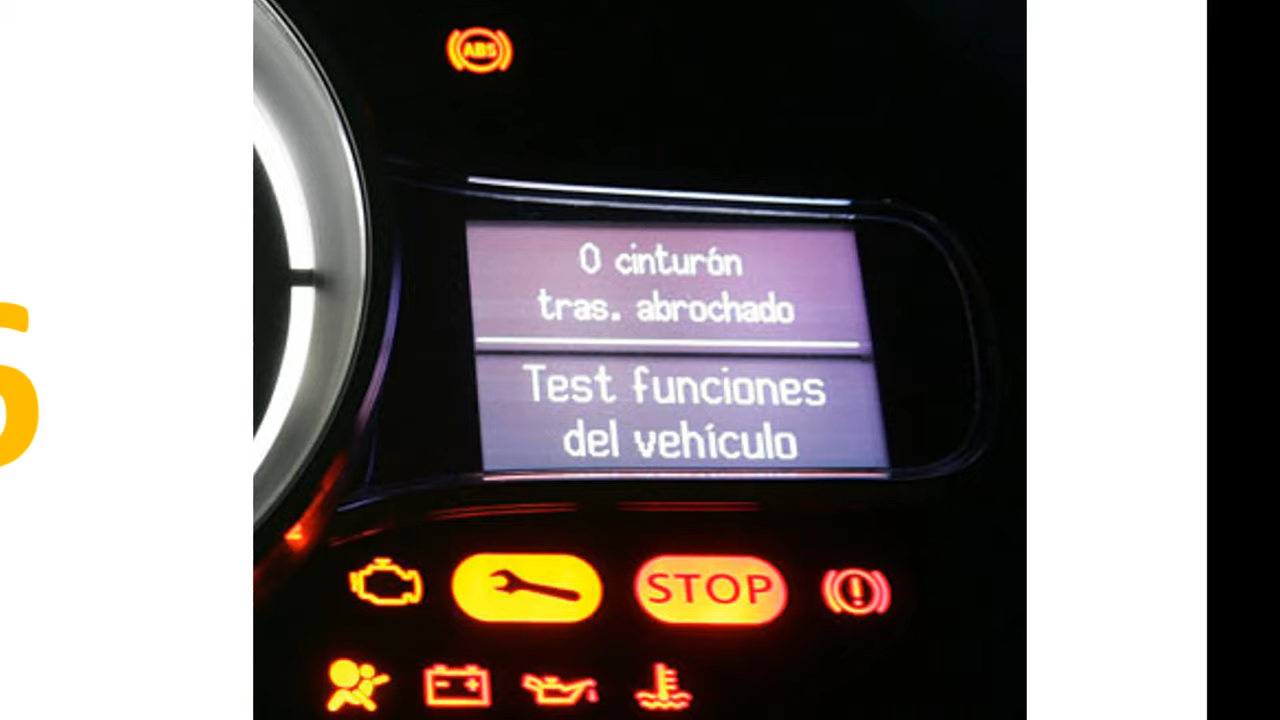 ABS
0 cinturón
tras. abrochado
Test funciones
del vehículo
STOP